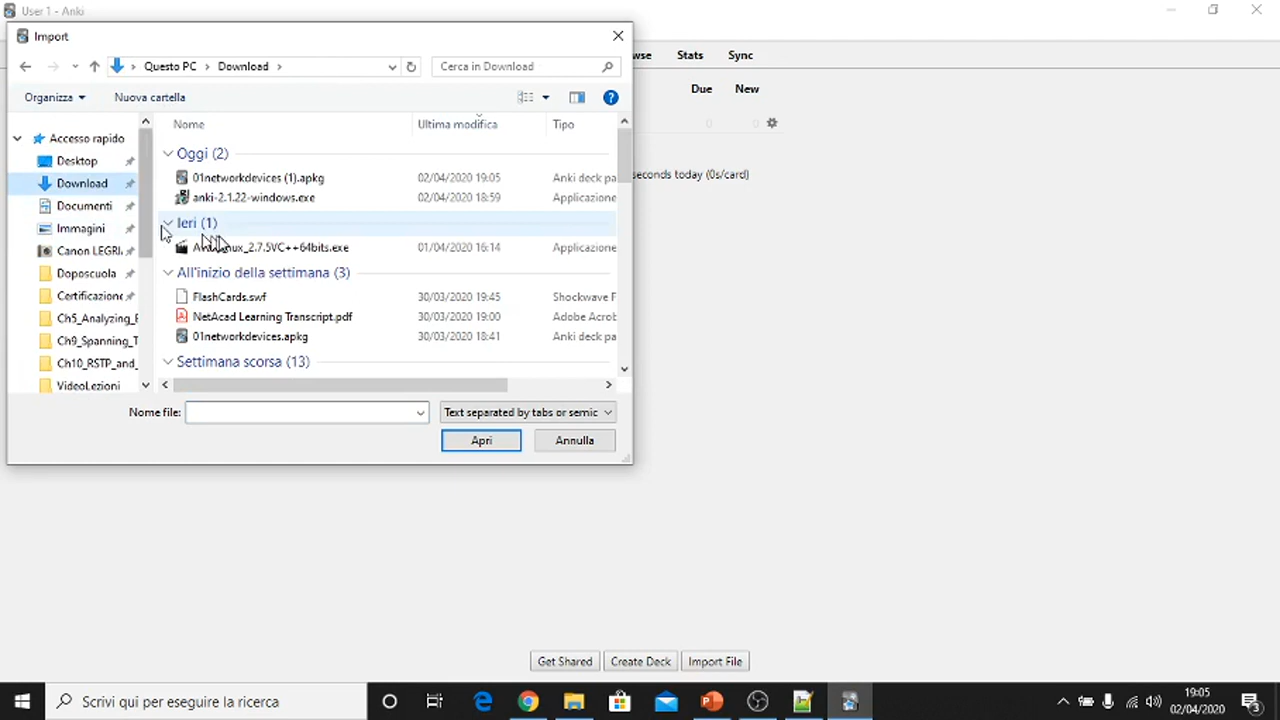 User 1 - Anki
Import
Questo PC > Download >
Cerca in Download
wse Stats Sync
Organizza
Nuova cartella
Due New
Nome Ultima modifica Tipo
Accesso rapido
Desktop
Download
Documenti
Immagini
Canon LEGRI
Doposcuola
Certificazione
Ch5_Analyzing_E
Ch9_Spanning_T
Ch10_RSTP_and_
VideoLezioni
Oggi (2)
01networkdevices (1).apkg 02/04/2020 19:05 Anki deck pa
anki-2.1.22-windows.exe 02/04/2020 18:59 Applicazione
Ieri (1)
ux_2.7.5VC++64bits.exe 01/04/2020 16:14 Applicazione
All'inizio della settimana (3)
FlashCards.swf 30/03/2020 19:45 Shockwave F
NetAcad Learning Transcript.pdf 30/03/2020 19:00 Adobe Acrob
01networkdevices.apkg 30/03/2020 18:41 Anki deck pa
Settimana scorsa (13)
0 0
seconds today (0s/card)
Nome file:
Text separated by tabs or semic
Apri
Annulla
Get Shared Create Deck Import File
Scrivi qui per eseguire la ricerca
19:05
02/04/2020
3